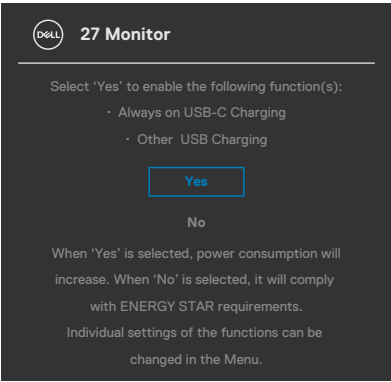 DELL 27 Monitor
Select ‘Yes’ to enable the following function(s):
· Always on USB-C Charging
· Other USB Charging
Yes
No
When ‘Yes’ is selected, power consumption will
increase. When ‘No’ is selected, it will comply
with ENERGY STAR requirements.
Individual settings of the functions can be
changed in the Menu.